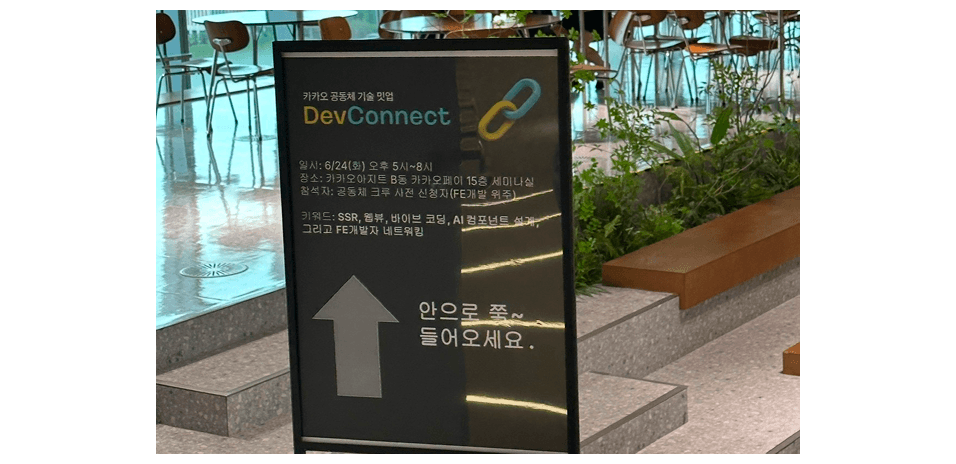 카카오 공동체 기술 밋업
DevConnect
일시: 6/24(화) 오후 5시~8시
장소: 카카오아지트 B동 카카오페이 15층 세미나실
참석자: 공동체 크루 사전 신청자(FE개발 위주)
키워드: SSR, 웹뷰, 바이브 코딩, AI 컴포넌트 설계,
그리고 FE개발자 네트워킹
안으로 쭉~
들어오세요.